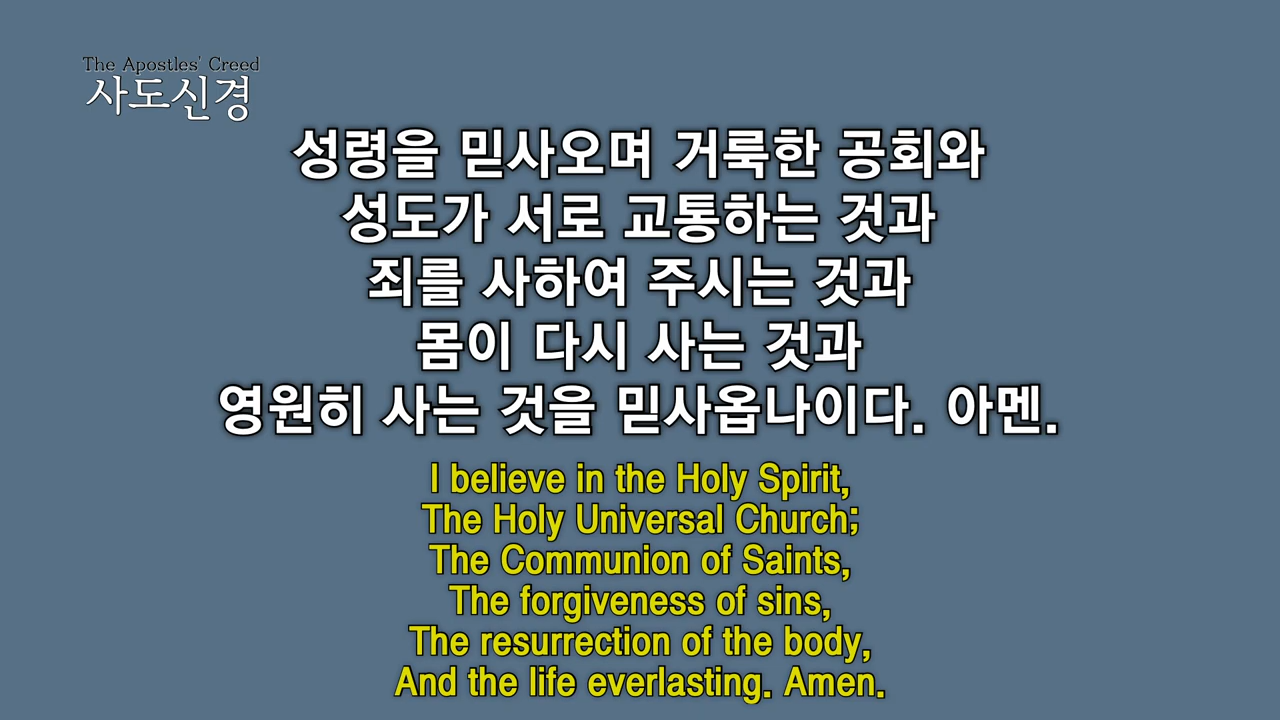 The Apostles' Creed
사도신경
성령을 믿사오며 거룩한 공회와
성도가 서로 교통하는 것과
죄를 사하여 주시는 것과
몸이 다시 사는 것과
영원히 사는 것을 믿사옵나이다. 아멘.
I believe in the Holy Spirit,
The Holy Universal Church;
The Communion of Saints,
The forgiveness of sins,
The resurrection of the body,
And the life everlasting. Amen.